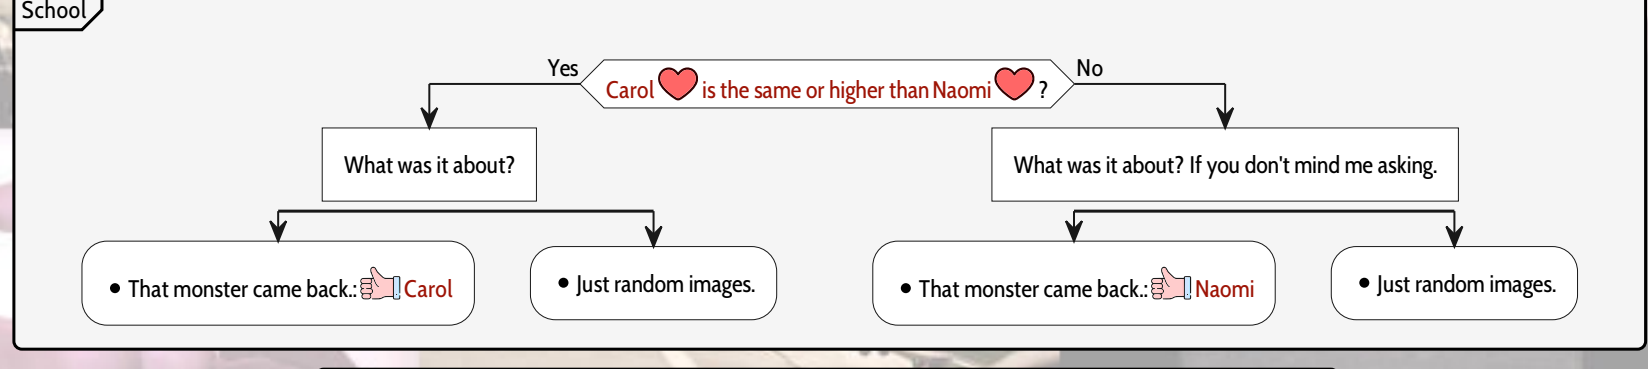 School
Yes
Carol is the same or higher than Naomi ?
No
What was it about?
What was it about? If you don't mind me asking.
• That monster came back.: Carol
• Just random images.
• That monster came back.: Naomi
• Just random images.